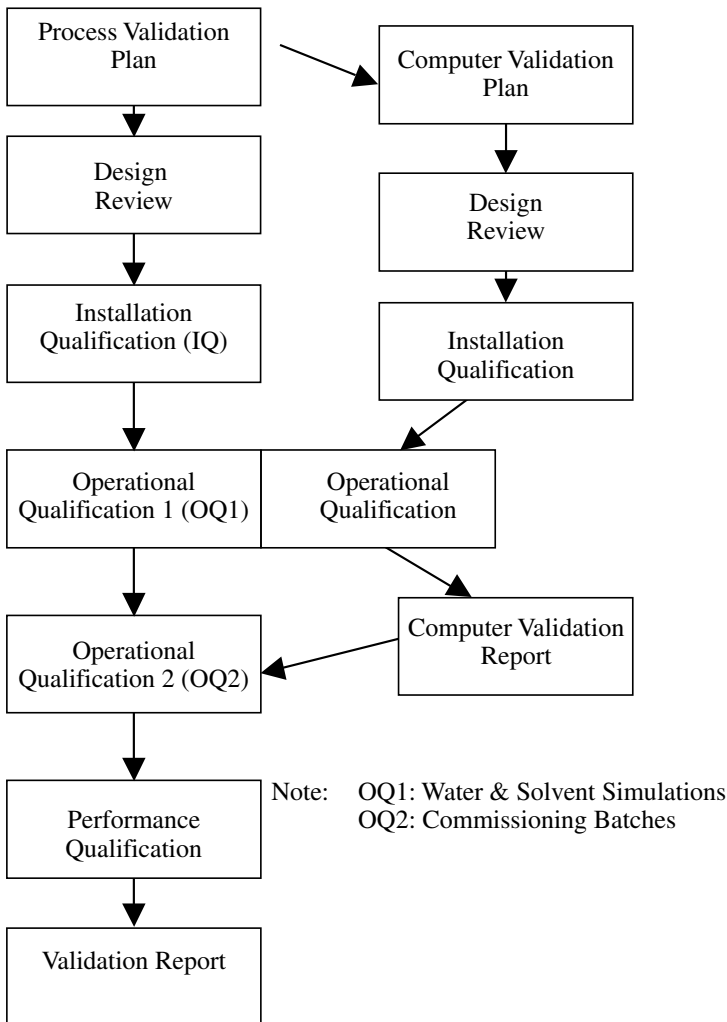 Process Validation
Plan
Computer Validation
Plan
Design
Review
Design
Review
Installation
Qualification (IQ)
Installation
Qualification
Operational
Qualification 1 (OQ1)
Operational
Qualification
Computer Validation
Report
Operational
Qualification 2 (OQ2)
Note: OQ1: Water & Solvent Simulations
OQ2: Commissioning Batches
Performance
Qualification
Validation Report